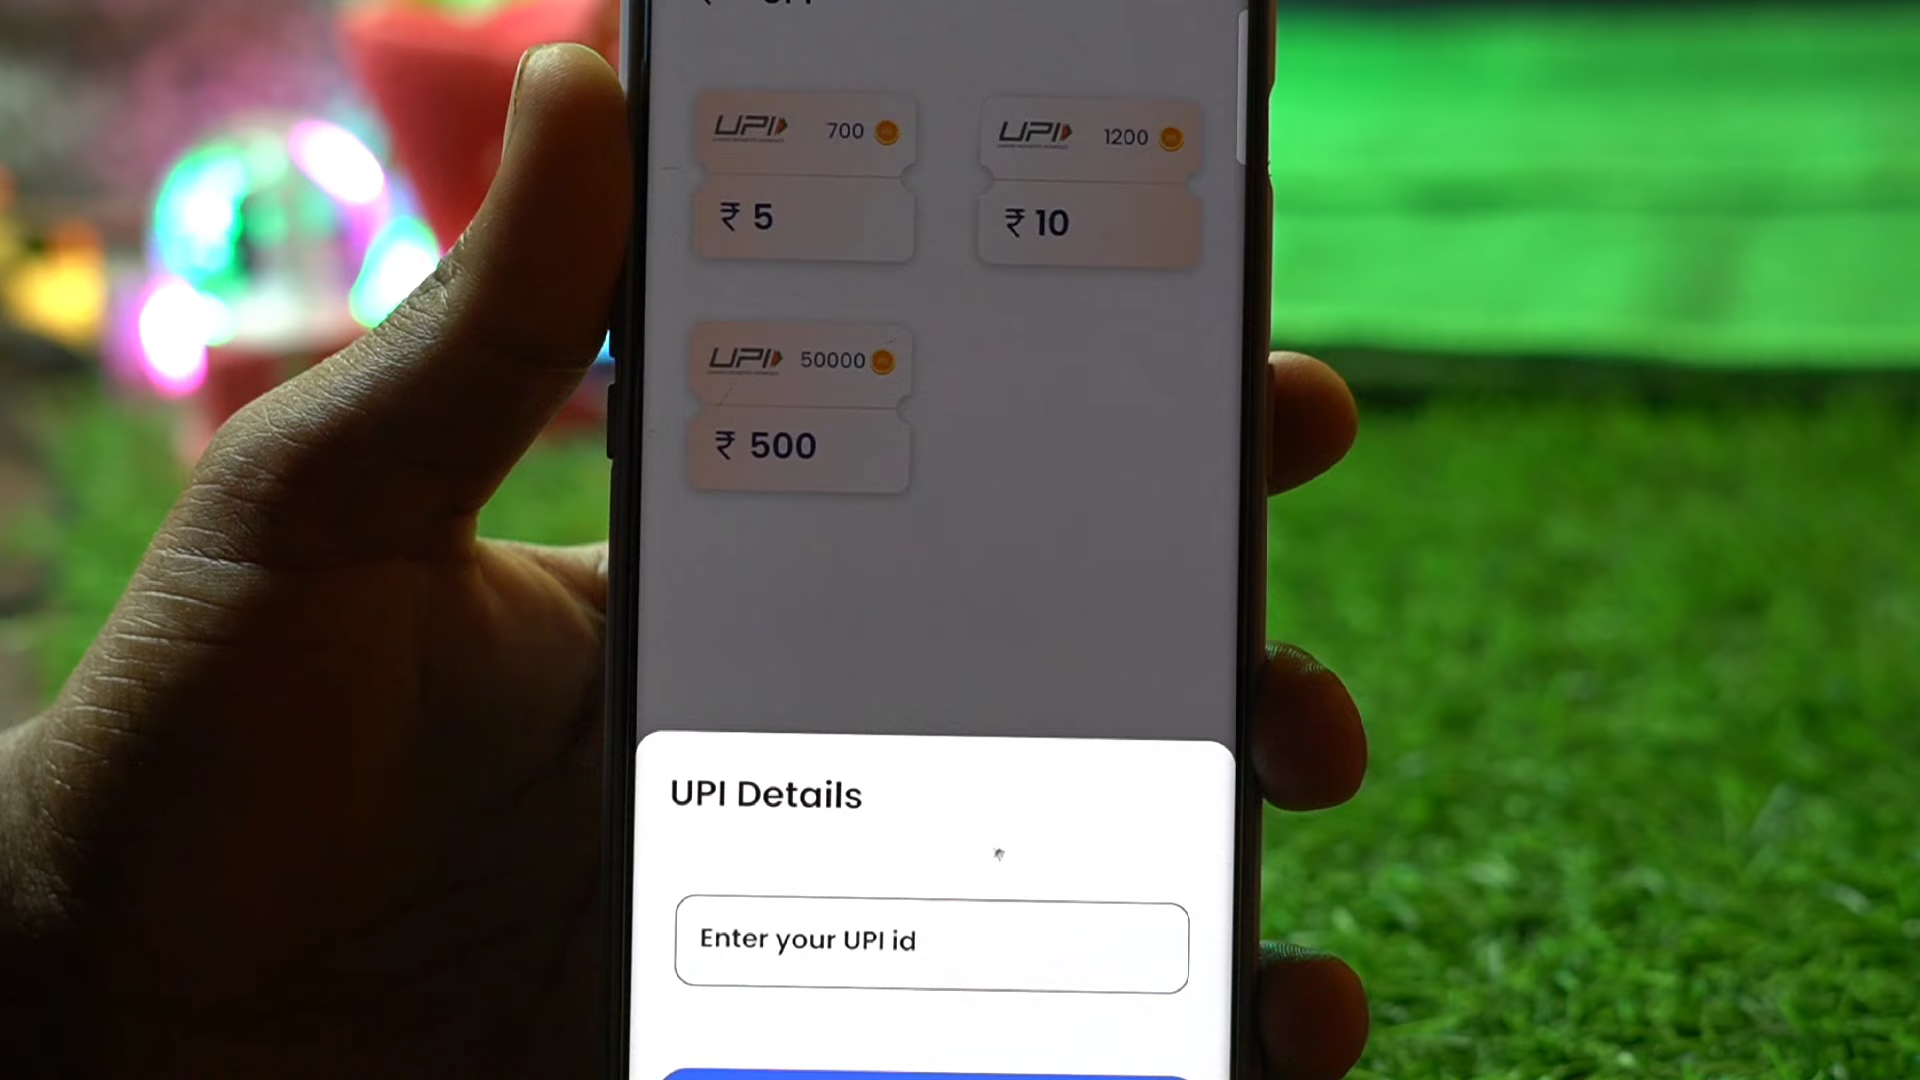 UPI 700
₹ 5
UPI 1200
₹ 10
UPI 50000
₹ 500
UPI Details
Enter your UPI id